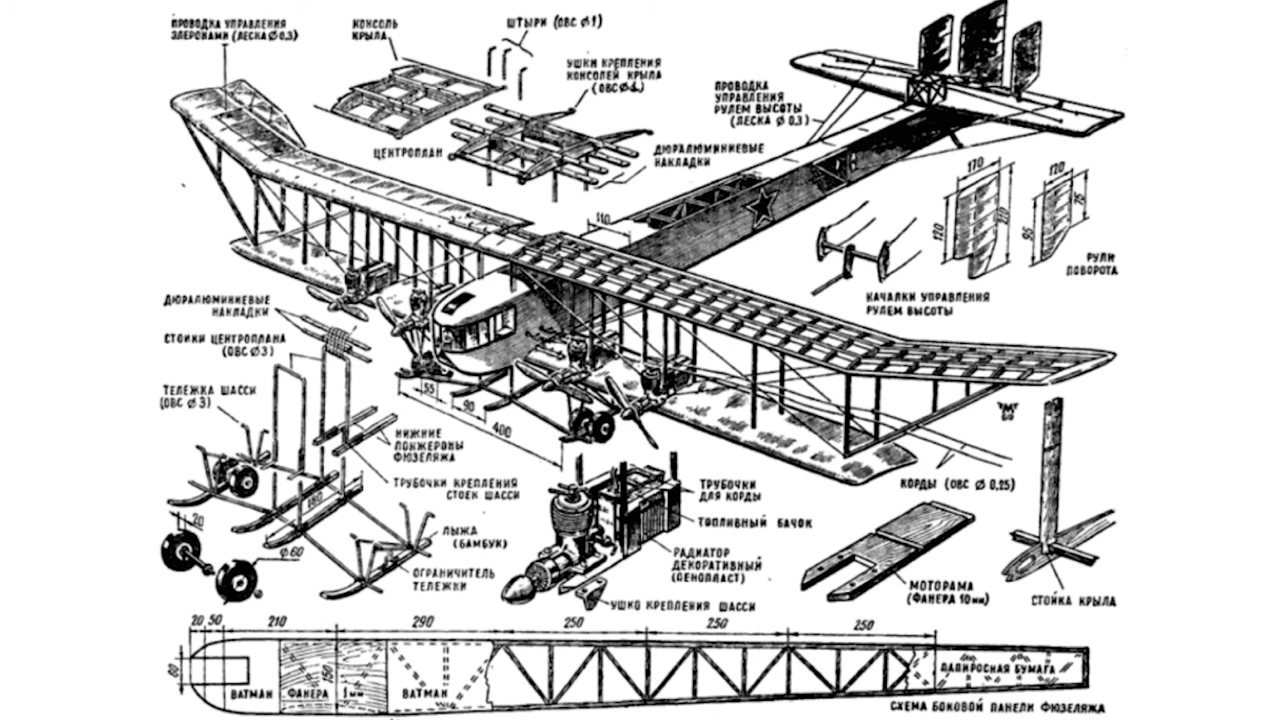 ПРОВОДКА УПРАВЛЕНИЯ
ЭЛЕРОНАМИ (ЛЕСКА Ø 0,3)
КОНСОЛЬ
КРЫЛА
ШТЫРИ (ОВС Ø 1)
УШКИ КРЕПЛЕНИЯ
КОНСОЛЕЙ КРЫЛА
ЦЕНТРОПЛАН
ДЮРАЛЮМИНИЕВЫЕ
НАКЛАДКИ
ПРОВОДКА
УПРАВЛЕНИЯ
РУЛЕМ ВЫСОТЫ
(ЛЕСКА Ø 0,3)
110
170
120
120
75
95
РУЛИ
ПОВОРОТА
КАЧАЛКИ УПРАВЛЕНИЯ
РУЛЕМ ВЫСОТЫ
ДЮРАЛЮМИНИЕВЫЕ
НАКЛАДКИ
СТОЙКИ ЦЕНТРОПЛАНА
(ОВС Ø 3)
ТЕЛЕЖКА ШАССИ
(ОВС Ø 3)
НИЖНИЕ
ЛОНЖЕРОНЫ
ФЮЗЕЛЯЖА
ТРУБОЧКИ КРЕПЛЕНИЯ
СТОЕК ШАССИ
55
90
400
180
20
Ф60
ЛЫЖА
(БАМБУК)
ОГРАНИЧИТЕЛЬ
ТЕЛЕЖКИ
ТРУБОЧКИ
ДЛЯ КОРДЫ
ТОПЛИВНЫЙ БАЧОК
РАДИАТОР
ДЕКОРАТИВНЫЙ
(ПЕНОПЛАСТ)
УШКО КРЕПЛЕНИЯ ШАССИ
КОРДЫ (ОВС Ø 0,25)
МОТОРАМА
(ФАНЕРА 10 мм)
СТОЙКА КРЫЛА
20 50 210 290 250 250 250
60
150
ВАТМАН ФАНЕРА 1 мм ВАТМАН
ПАПИРОСНАЯ БУМАГА
СХЕМА БОКОВОЙ ПАНЕЛИ ФЮЗЕЛЯЖА